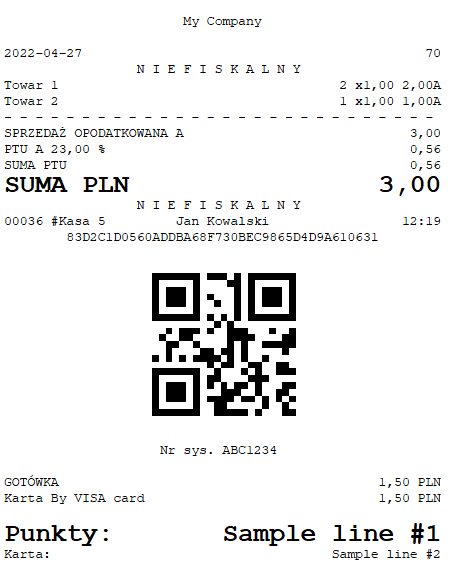 My Company
2022-04-27 70
N I E F I S K A L N Y
Towar 1 2 x1,00 2,00A
Towar 2 1 x1,00 1,00A
- - - - - - - - - - - - - - - - - - - - - - - - - - - -
SPRZEDAŻ OPODATKOWANA A 3,00
PTU A 23,00 % 0,56
SUMA PTU 0,56
SUMA PLN 3,00
N I E F I S K A L N Y
00036 #Kasa 5 Jan Kowalski 12:19
83D2C1D0560ADDBA68F730BEC9865D4D9A610631
Nr sys. ABC1234
GOTÓWKA 1,50 PLN
Karta By VISA card 1,50 PLN
Punkty: Sample line #1
Karta: Sample line #2